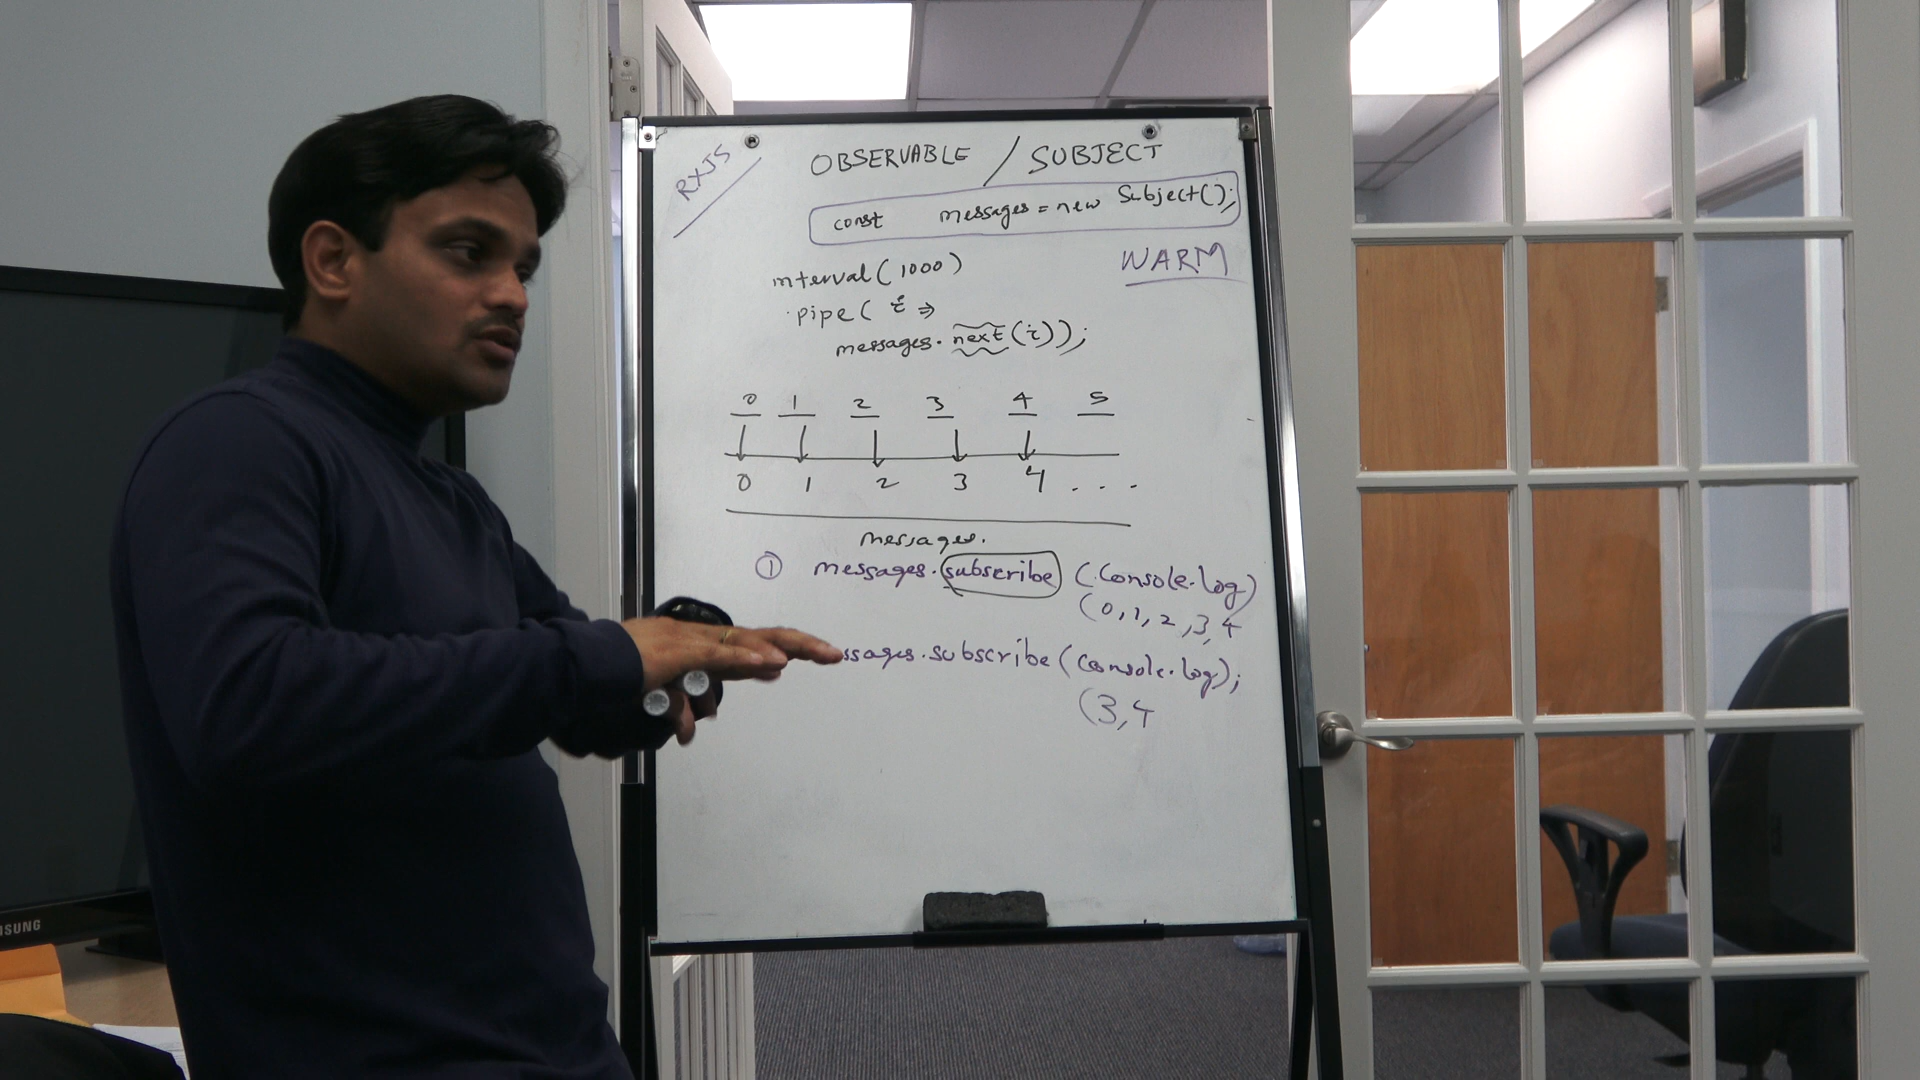 RXJS
OBSERVABLE / SUBJECT
const messages = new Subject();
WARM
interval(1000)
.pipe( i =>
messages.next(i));
0 1 2 3 4 5
0 1 2 3 4 . . .
messages.
① messages.subscribe (console.log)
(0,1,2,3,4
ssages.subscribe(console.log);
(3,4
SUNG